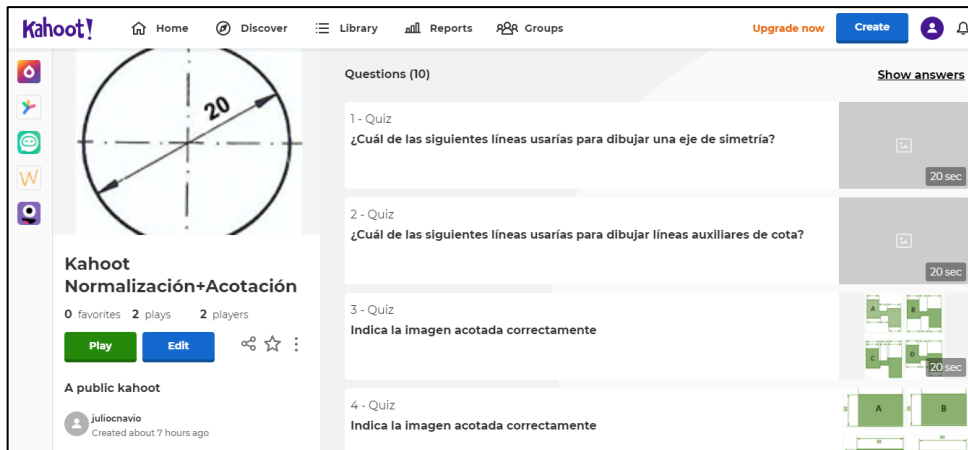 Kahoot!
Home
Discover
Library
Reports
Groups
Upgrade now
Create
20
Kahoot
Normalización+Acotación
0 favorites 2 plays 2 players
Play
Edit
A public kahoot
juliocnavio
Created about 7 hours ago
Questions (10)
Show answers
1 - Quiz
¿Cuál de las siguientes líneas usarías para dibujar una eje de simetría?
20 sec
2 - Quiz
¿Cuál de las siguientes líneas usarías para dibujar líneas auxiliares de cota?
20 sec
3 - Quiz
Indica la imagen acotada correctamente
A
B
C
D
20 sec
4 - Quiz
Indica la imagen acotada correctamente
A
B